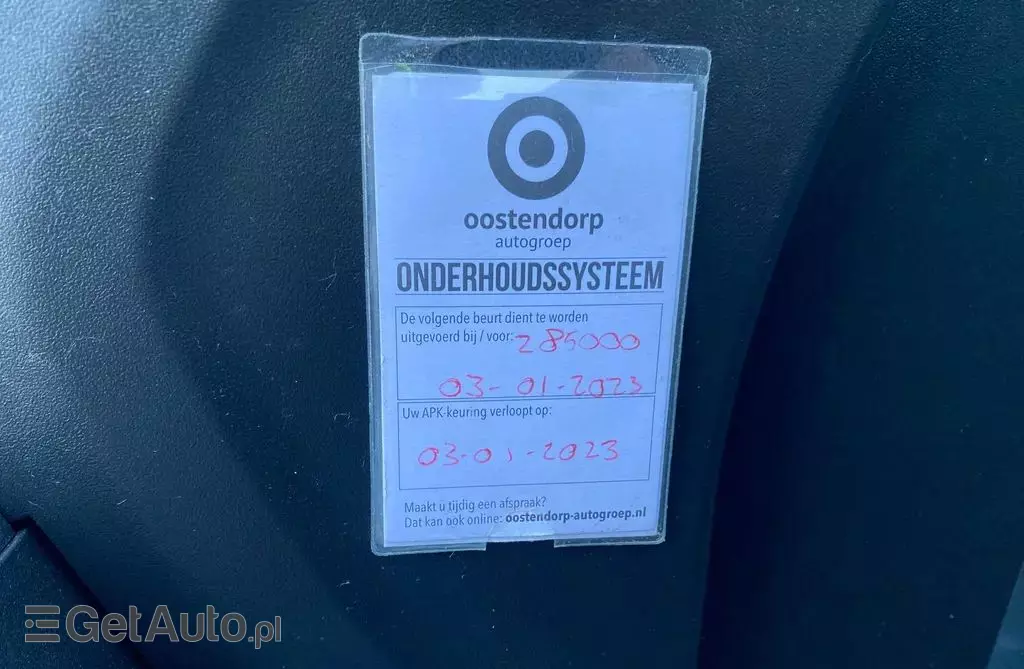 oostendorp
autogroep
ONDERHOUDSSYSTEEM
De volgende beurt dient te worden
uitgevoerd bij / voor: 285000
03-01-2023
Uw APK-keuring verloopt op:
03-01-2023
Maakt u tijdig een afspraak?
Dat kan ook online: oostendorp-autogroep.nl
GetAuto.pl